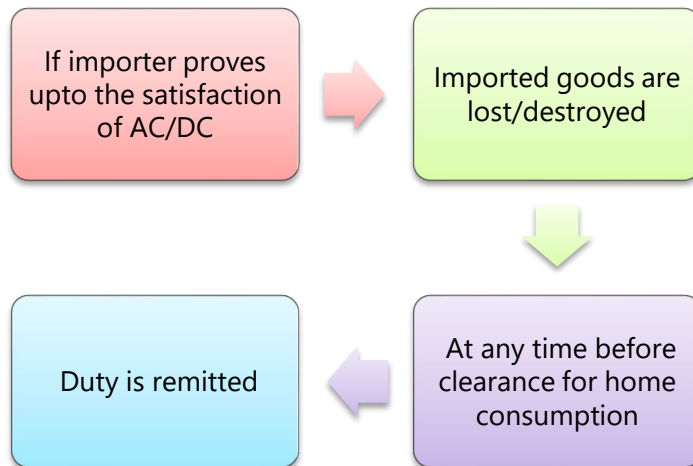 If importer proves
upto the satisfaction
of AC/DC
Imported goods are
lost/destroyed
At any time before
clearance for home
consumption
Duty is remitted